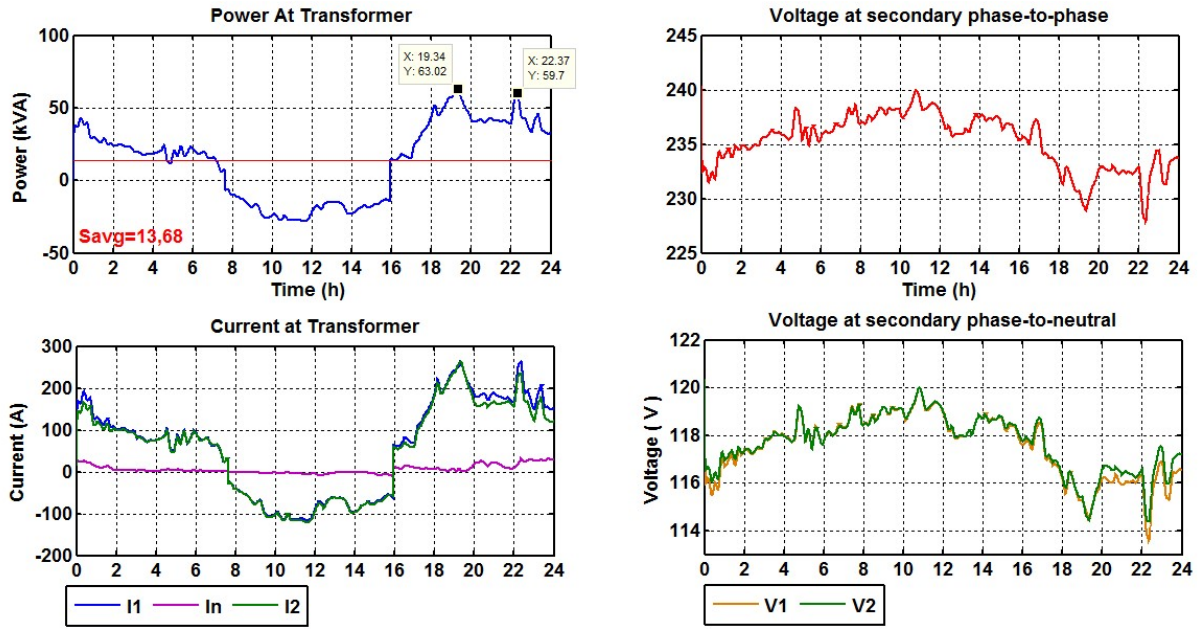 Power At Transformer
100
50
0
-50
Power (kVA)
X: 19.34
Y: 63.02
X: 22.37
Y: 59.7
Savg=13,68
0 2 4 6 8 10 12 14 16 18 20 22 24
Time (h)
Voltage at secondary phase-to-phase
245
240
235
230
225
0 2 4 6 8 10 12 14 16 18 20 22 24
Time (h)
Current at Transformer
300
200
100
0
-100
-200
Current (A)
0 2 4 6 8 10 12 14 16 18 20 22 24
I1 In I2
Voltage at secondary phase-to-neutral
122
120
118
116
114
Voltage ( V )
0 2 4 6 8 10 12 14 16 18 20 22 24
V1 V2